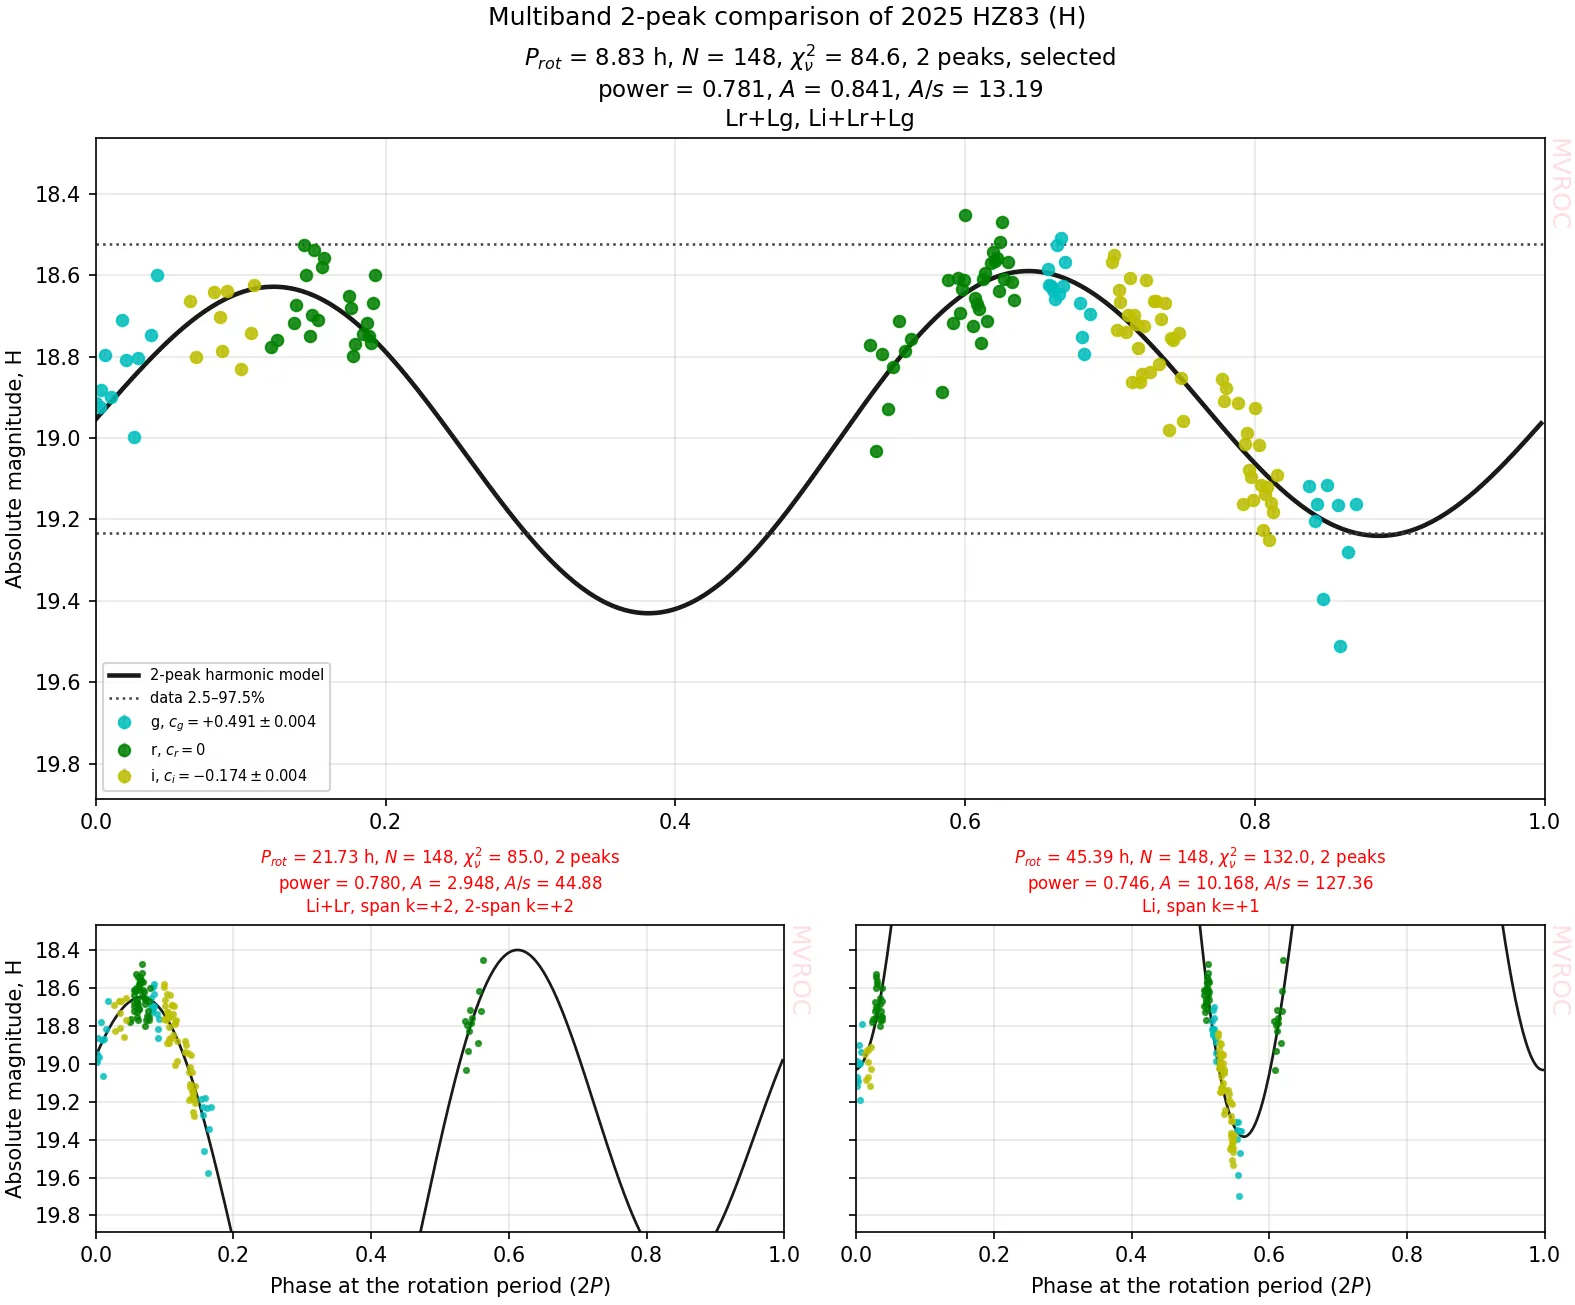 Multiband 2-peak comparison of 2025 HZ83 (H)
P_rot = 8.83 h, N = 148, χ²_ν = 84.6, 2 peaks, selected
power = 0.781, A = 0.841, A/s = 13.19
Lr+Lg, Li+Lr+Lg
MVROC
Absolute magnitude, H
18.4
18.6
18.8
19.0
19.2
19.4
19.6
19.8
2-peak harmonic model
data 2.5–97.5%
g, c_g = +0.491 ± 0.004
r, c_r = 0
i, c_i = −0.174 ± 0.004
0.0 0.2 0.4 0.6 0.8 1.0
P_rot = 21.73 h, N = 148, χ²_ν = 85.0, 2 peaks
power = 0.780, A = 2.948, A/s = 44.88
Li+Lr, span k=+2, 2-span k=+2
MVROC
Absolute magnitude, H
18.4
18.6
18.8
19.0
19.2
19.4
19.6
19.8
0.0 0.2 0.4 0.6 0.8 1.0
Phase at the rotation period (2P)
P_rot = 45.39 h, N = 148, χ²_ν = 132.0, 2 peaks
power = 0.746, A = 10.168, A/s = 127.36
Li, span k=+1
MVROC
0.0 0.2 0.4 0.6 0.8 1.0
Phase at the rotation period (2P)